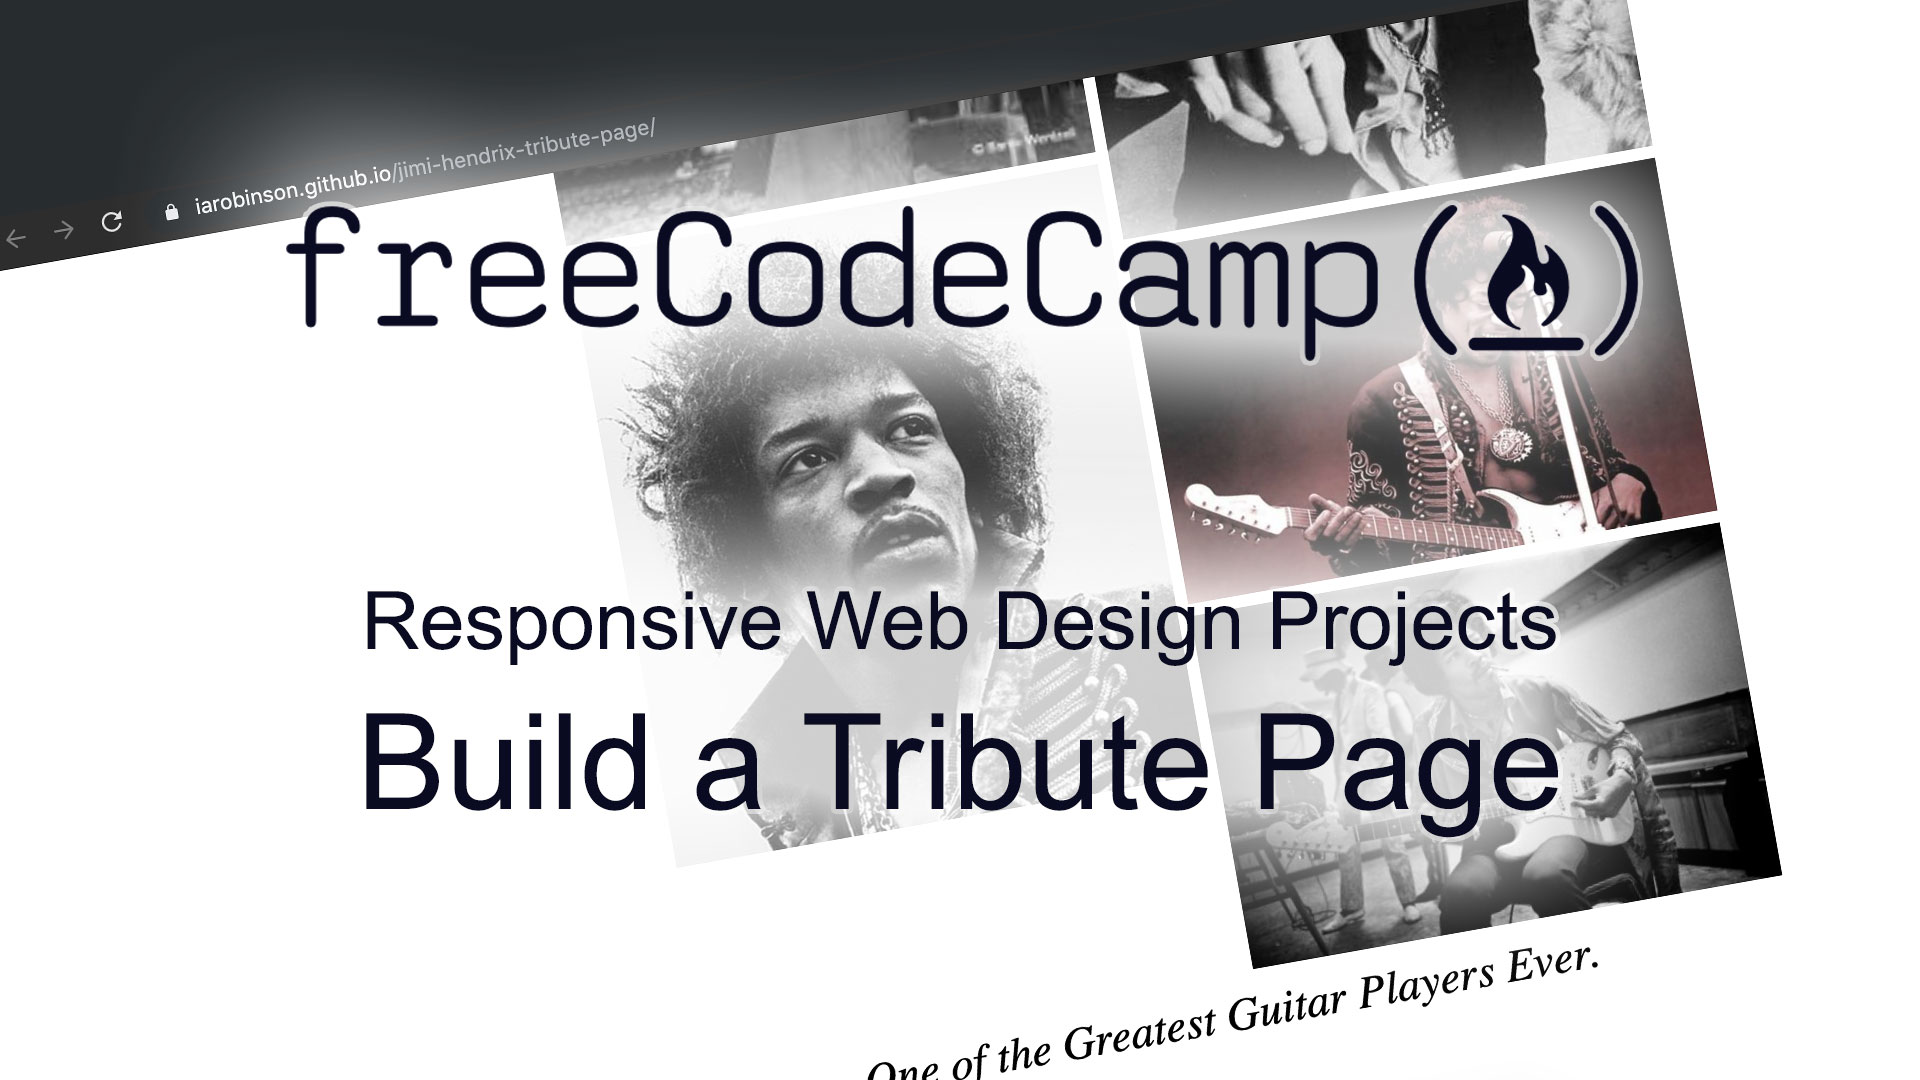 iarobinson.github.io/jimi-hendrix-tribute-page/
freeCodeCamp
Responsive Web Design Projects
Build a Tribute Page
One of the Greatest Guitar Players Ever.